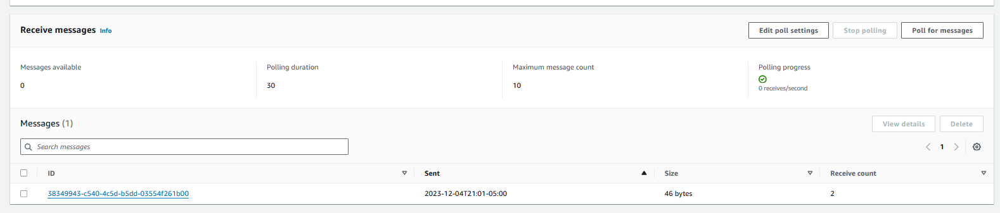 Receive messages Info
Edit poll settings Stop polling Poll for messages
Messages available Polling duration Maximum message count Polling progress
0 30 10
0 receives/second
Messages (1)
View details Delete
Search messages
1
ID Sent Size Receive count
38349943-c540-4c5d-b5dd-03554f261b00 2023-12-04T21:01-05:00 46 bytes 2